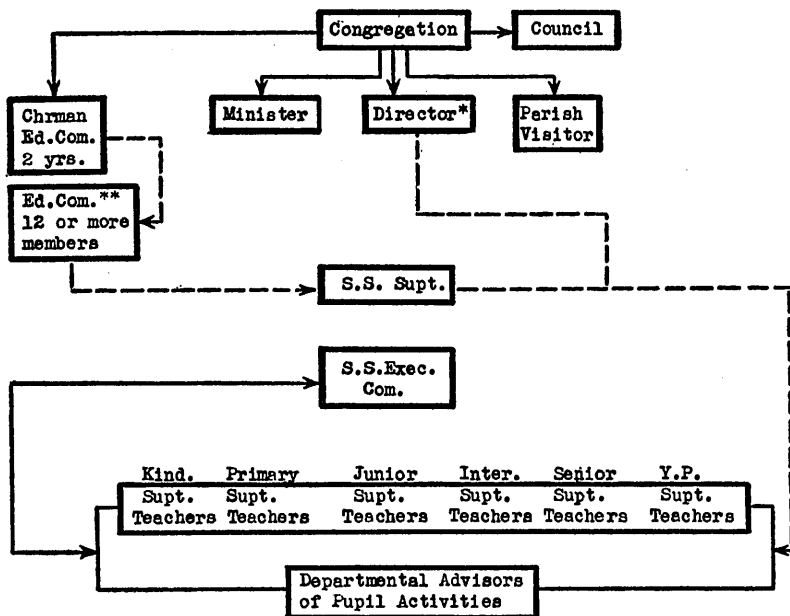 Congregation
Council
Minister
Director*
Parish
Visitor
Chrman
Ed.Com.
2 yrs.
Ed.Com.**
12 or more
members
S.S. Supt.
S.S.Exec.
Com.
Kind. Primary Junior Inter. Senior Y.P.
Supt. Supt. Supt. Supt. Supt. Supt.
Teachers Teachers Teachers Teachers Teachers Teachers
Departmental Advisors
of Pupil Activities